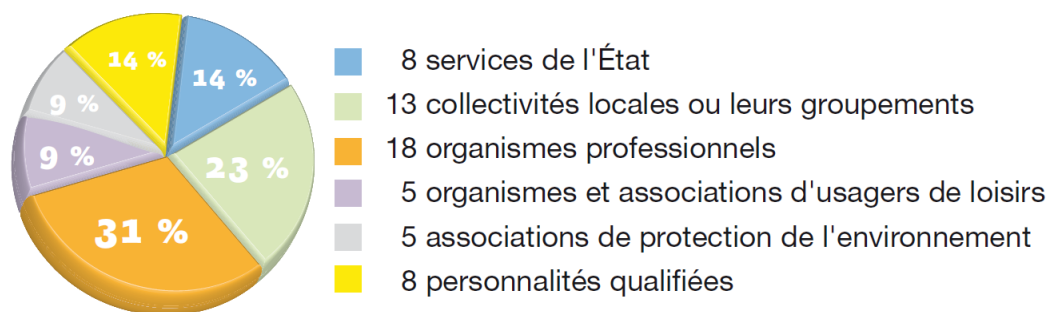 14 %
14 %
23 %
31 %
9 %
9 %
8 services de l'État
13 collectivités locales ou leurs groupements
18 organismes professionnels
5 organismes et associations d'usagers de loisirs
5 associations de protection de l'environnement
8 personnalités qualifiées